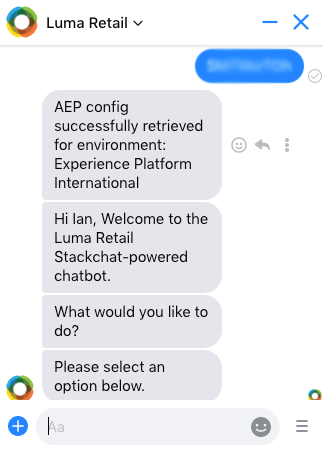 Luma Retail
AEP config
successfully retrieved
for environment:
Experience Platform
International
Hi Ian, Welcome to the
Luma Retail
Stackchat-powered
chatbot.
What would you like to
do?
Please select an
option below.
Aa